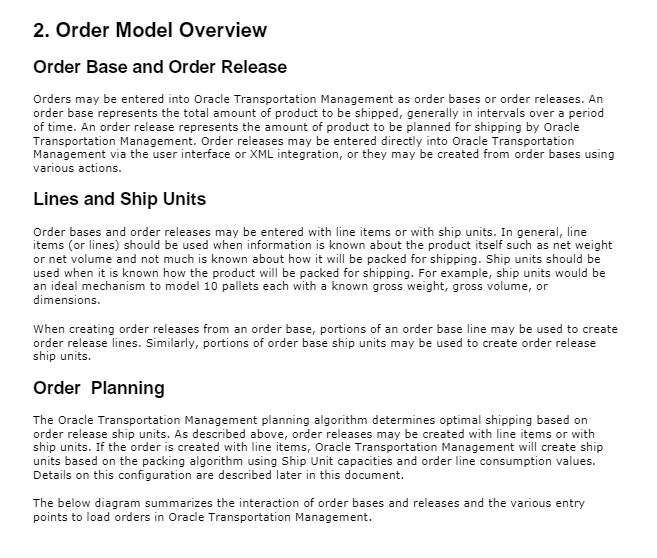 2. Order Model Overview
Order Base and Order Release
Orders may be entered into Oracle Transportation Management as order bases or order releases. An
order base represents the total amount of product to be shipped, generally in intervals over a period
of time. An order release represents the amount of product to be planned for shipping by Oracle
Transportation Management. Order releases may be entered directly into Oracle Transportation
Management via the user interface or XML integration, or they may be created from order bases using
various actions.
Lines and Ship Units
Order bases and order releases may be entered with line items or with ship units. In general, line
items (or lines) should be used when information is known about the product itself such as net weight
or net volume and not much is known about how it will be packed for shipping. Ship units should be
used when it is known how the product will be packed for shipping. For example, ship units would be
an ideal mechanism to model 10 pallets each with a known gross weight, gross volume, or
dimensions.
When creating order releases from an order base, portions of an order base line may be used to create
order release lines. Similarly, portions of order base ship units may be used to create order release
ship units.
Order Planning
The Oracle Transportation Management planning algorithm determines optimal shipping based on
order release ship units. As described above, order releases may be created with line items or with
ship units. If the order is created with line items, Oracle Transportation Management will create ship
units based on the packing algorithm using Ship Unit capacities and order line consumption values.
Details on this configuration are described later in this document.
The below diagram summarizes the interaction of order bases and releases and the various entry
points to load orders in Oracle Transportation Management.